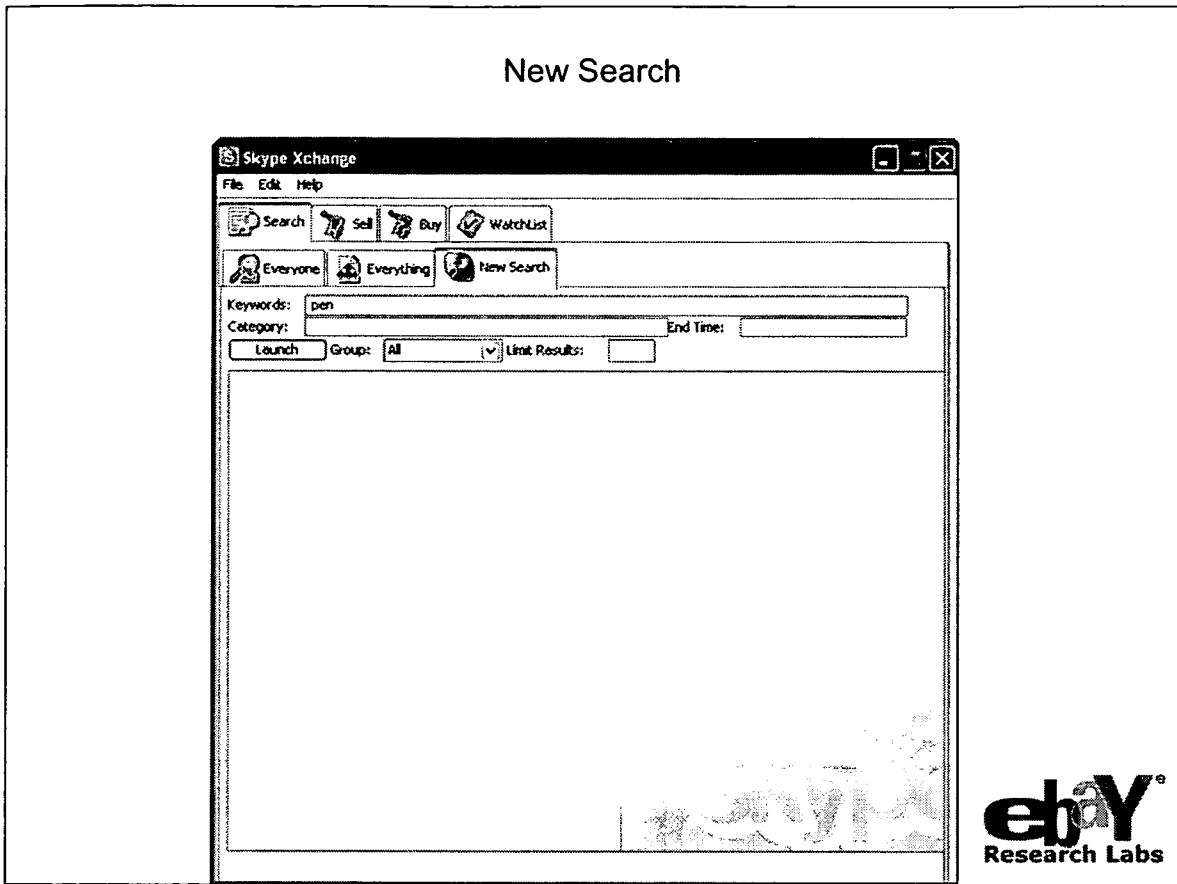 New Search
Skype Xchange
File Edit Help
Search Sell Buy WatchList
Everyone Everything New Search
Keywords: pen
Category: End Time:
Launch Group: All Limit Results:
ebaY
Research Labs